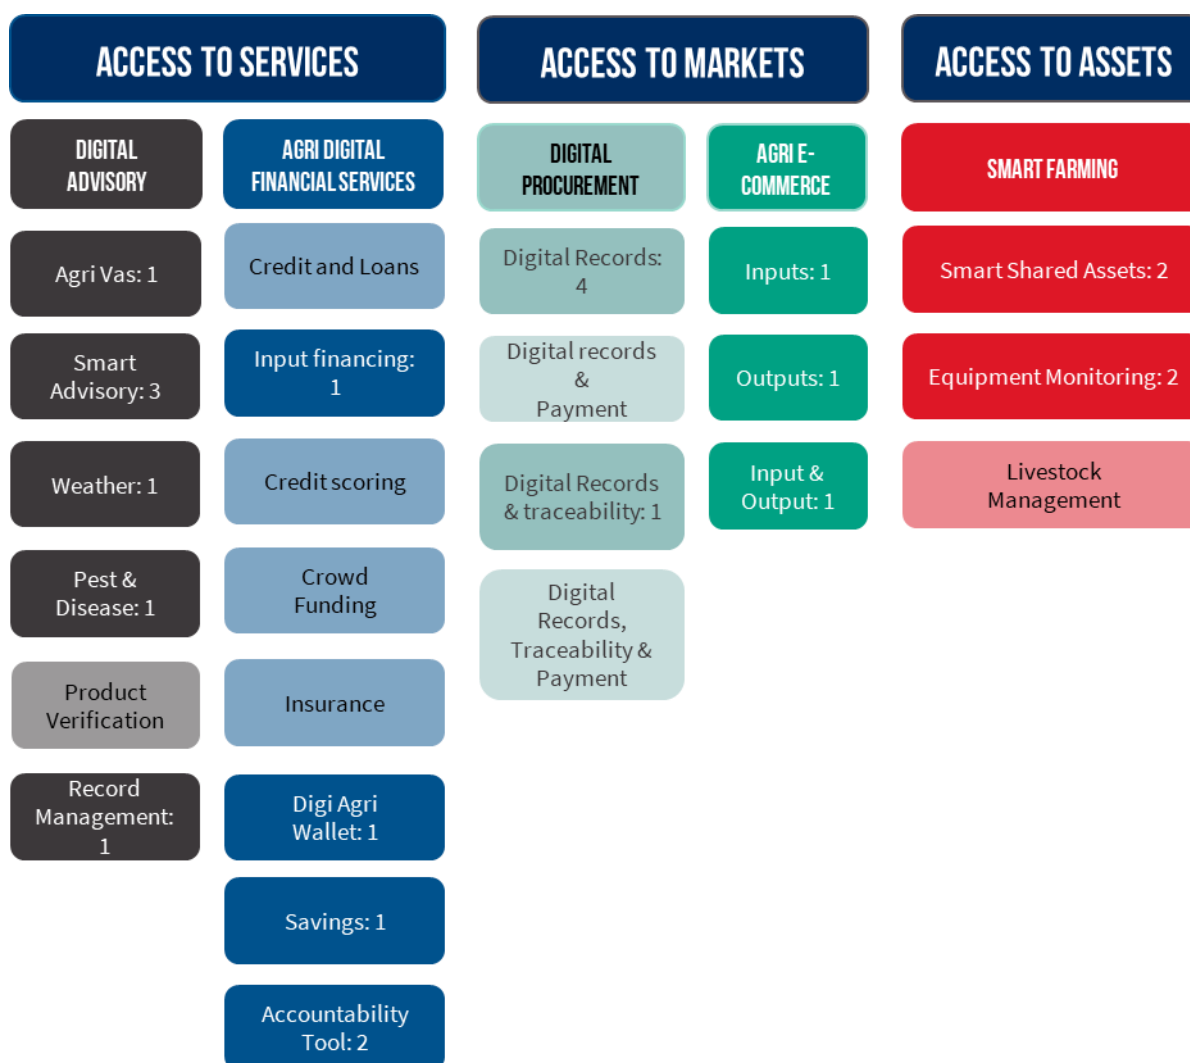 ACCESS TO SERVICES
DIGITAL
ADVISORY
Agri Vas: 1
Smart
Advisory: 3
Weather: 1
Pest &
Disease: 1
Product
Verification
Record
Management:
1
AGRI DIGITAL
FINANCIAL SERVICES
Credit and Loans
Input financing:
1
Credit scoring
Crowd
Funding
Insurance
Digi Agri
Wallet: 1
Savings: 1
Accountability
Tool: 2
ACCESS TO MARKETS
DIGITAL
PROCUREMENT
Digital Records:
4
Digital records
&
Payment
Digital Records
& traceability: 1
Digital
Records,
Traceability &
Payment
AGRI E-
COMMERCE
Inputs: 1
Outputs: 1
Input &
Output: 1
ACCESS TO ASSETS
SMART FARMING
Smart Shared Assets: 2
Equipment Monitoring: 2
Livestock
Management